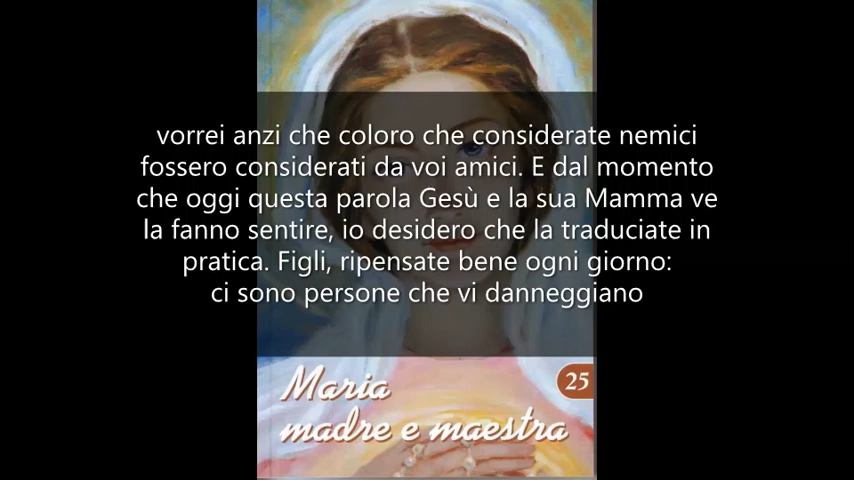 vorrei anzi che coloro che considerate nemici
fossero considerati da voi amici. E dal momento
che oggi questa parola Gesù e la sua Mamma ve
la fanno sentire, io desidero che la traduciate in
pratica. Figli, ripensate bene ogni giorno:
ci sono persone che vi danneggiano
Maria
25
madre e maestra